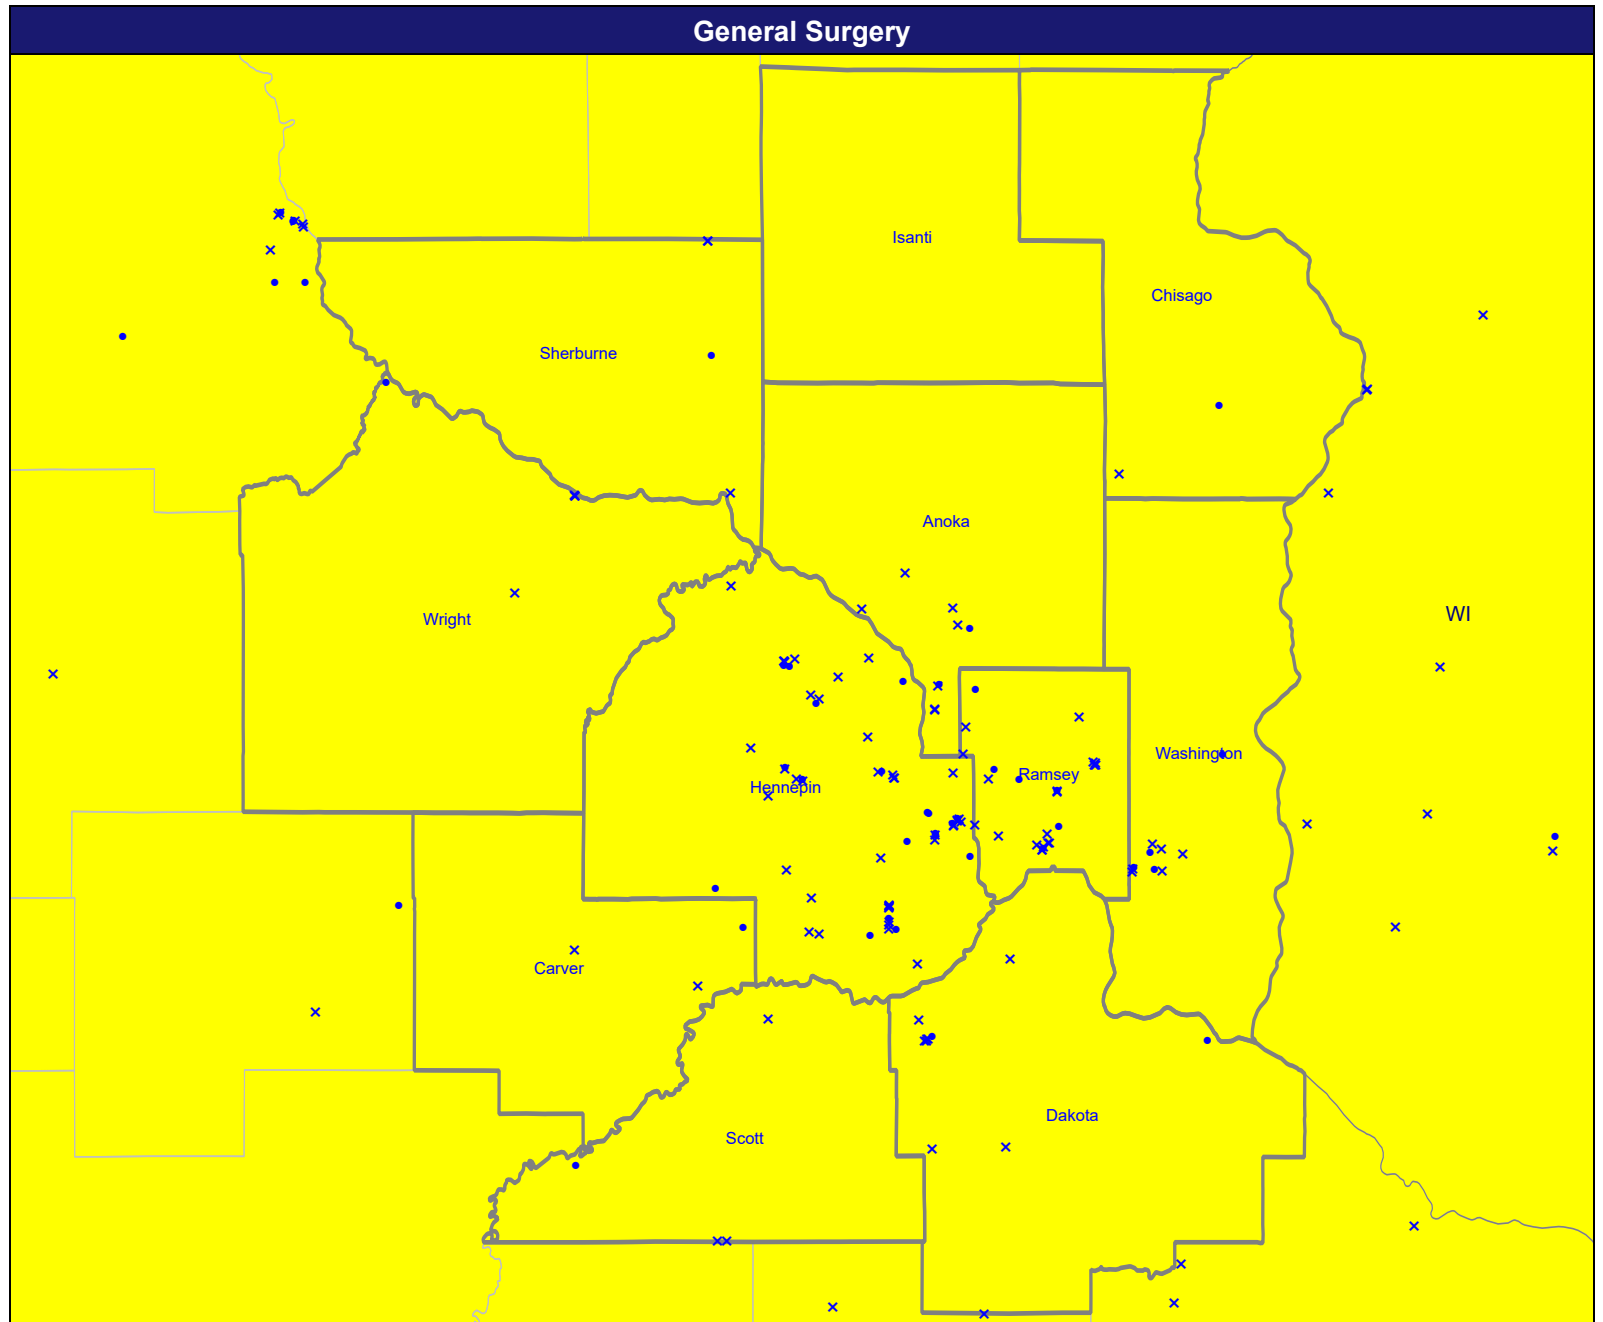 General Surgery
Isanti
Chisago
Sherburne
Anoka
WI
Wright
Washington
Ramsey
Hennepin
Carver
Dakota
Scott